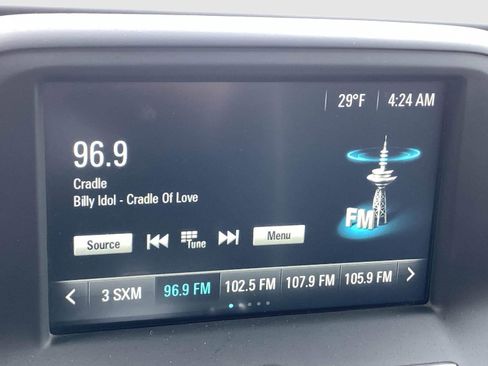 29°F 4:24 AM
96.9
Cradle
Billy Idol - Cradle Of Love
FM
Source Tune Menu
3 SXM 96.9 FM 102.5 FM 107.9 FM 105.9 FM